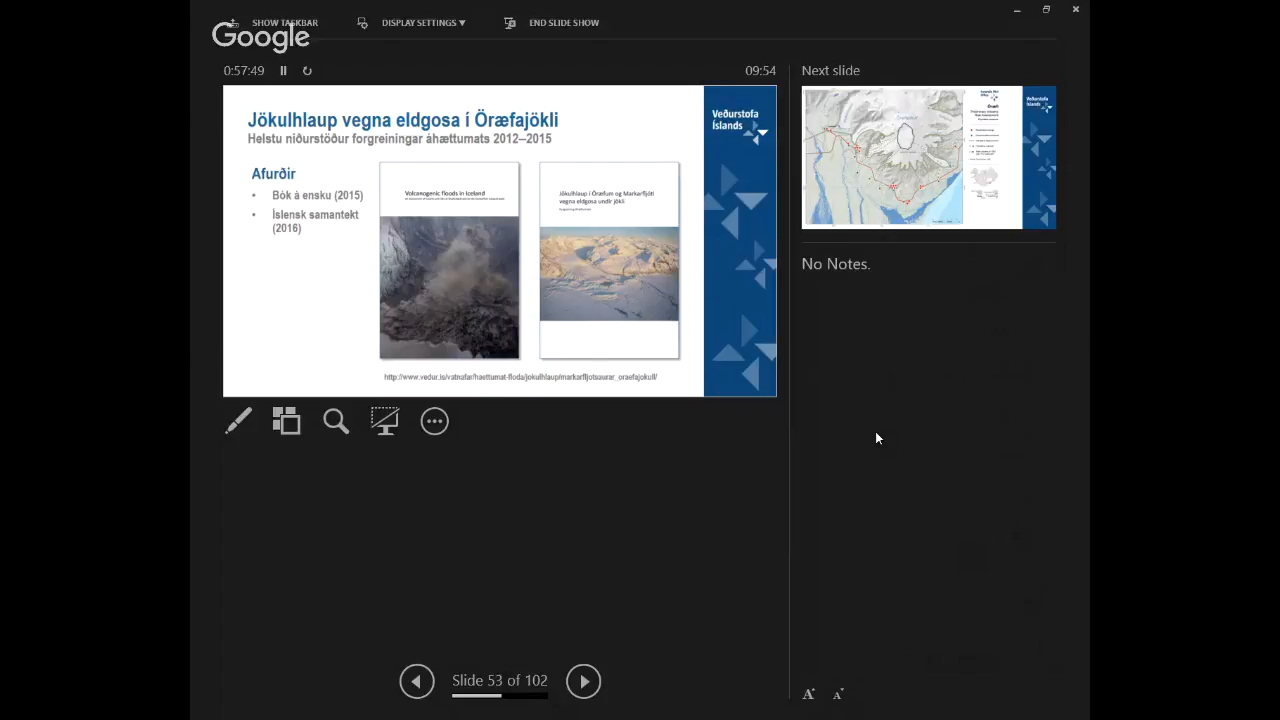 SHOW TASKBAR
DISPLAY SETTINGS
END SLIDE SHOW
Google
0:57:49
09:54
Next slide
Jökulhlaup vegna eldgosa í Öræfajökli
Helstu niðurstöður forgreiningar áhættumats 2012–2015
Veðurstofa
Íslands
Afurðir
• Bók á ensku (2015)
• Íslensk samantekt
(2016)
Volcanogenic floods in Iceland
Jökulhlaup í Öræfum og Markarfljóti
vegna eldgosa undir jökli
http://www.vedur.is/vatnafar/haettumat-floda/jokulhlaup/markarfljotsaurar_oraefajokull/
Veðurstofa
Íslands
No Notes.
Slide 53 of 102
A
A